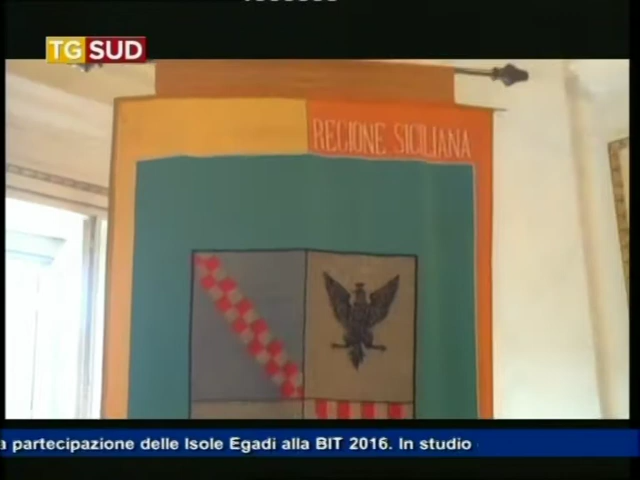 TG SUD
REGIONE SICILIANA
partecipazione delle Isole Egadi alla BIT 2016. In studio